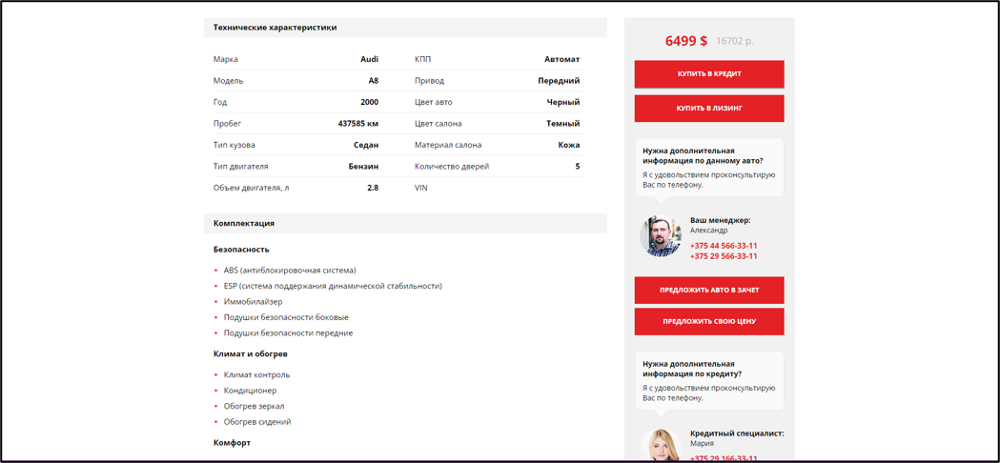 Технические характеристики
Марка Audi КПП Автомат
Модель A8 Привод Передний
Год 2000 Цвет авто Черный
Пробег 437585 км Цвет салона Темный
Тип кузова Седан Материал салона Кожа
Тип двигателя Бензин Количество дверей 5
Объем двигателя, л 2.8 VIN
Комплектация
Безопасность
• ABS (антиблокировочная система)
• ESP (система поддержания динамической стабильности)
• Иммобилайзер
• Подушки безопасности боковые
• Подушки безопасности передние
Климат и обогрев
• Климат контроль
• Кондиционер
• Обогрев зеркал
• Обогрев сидений
Комфорт
6499 $ 16702 р.
КУПИТЬ В КРЕДИТ
КУПИТЬ В ЛИЗИНГ
Нужна дополнительная
информация по данному авто?
Я с удовольствием проконсультирую
Вас по телефону.
Ваш менеджер:
Александр
+375 44 566-33-11
+375 29 566-33-11
ПРЕДЛОЖИТЬ АВТО В ЗАЧЕТ
ПРЕДЛОЖИТЬ СВОЮ ЦЕНУ
Нужна дополнительная
информация по кредиту?
Я с удовольствием проконсультирую
Вас по телефону.
Кредитный специалист:
Мария
+375 29 166-33-11